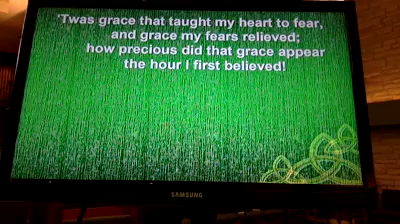 'Twas grace that taught my heart to fear,
and grace my fears relieved;
how precious did that grace appear
the hour I first believed!
SAMSUNG